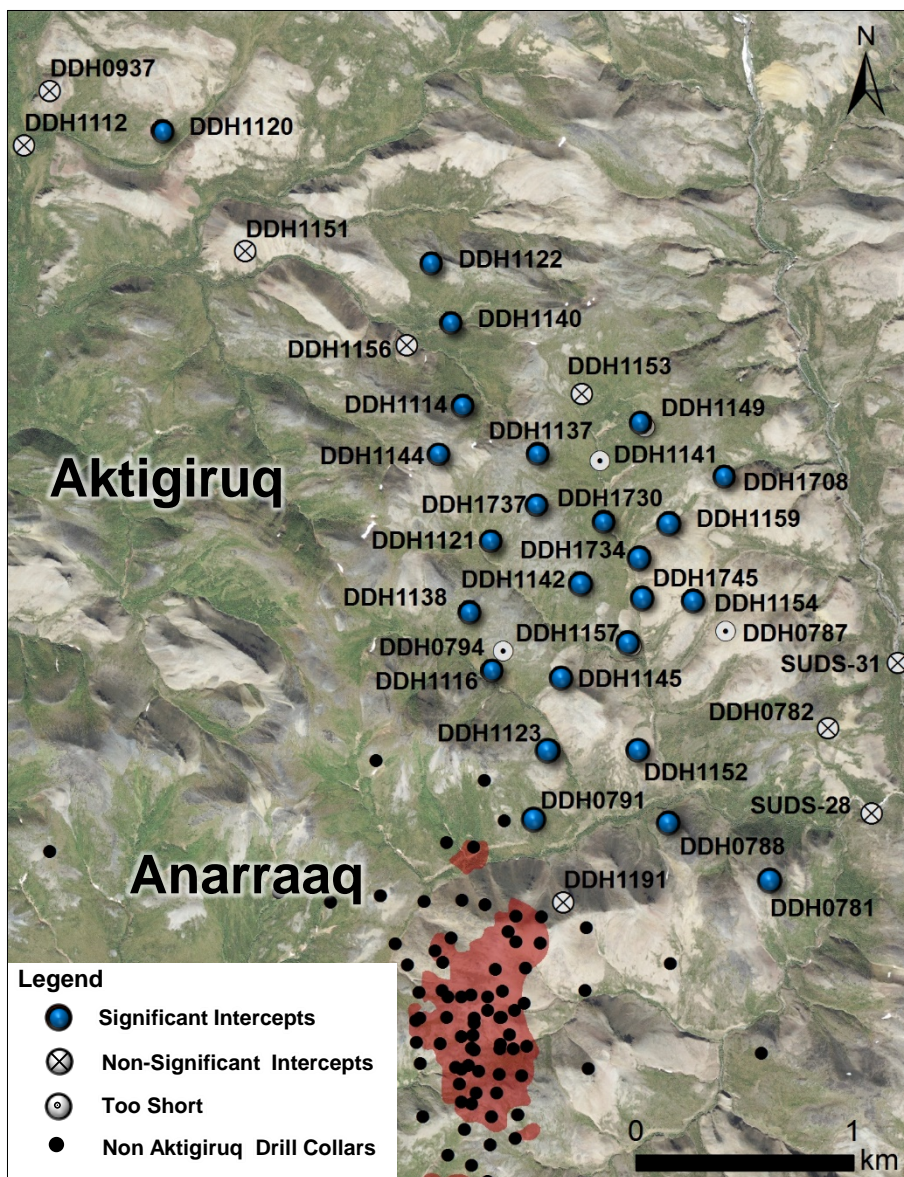 N
DDH0937
DDH1112
DDH1120
DDH1151
DDH1122
DDH1140
DDH1156
DDH1153
DDH1114
DDH1149
DDH1137
DDH1144
DDH1141
Aktigiruq
DDH1708
DDH1737
DDH1730
DDH1159
DDH1121
DDH1734
DDH1142
DDH1745
DDH1138
DDH1154
DDH1157
DDH0787
DDH0794
SUDS-31
DDH1116
DDH1145
DDH0782
DDH1123
DDH1152
DDH0791
SUDS-28
DDH0788
Anarraaq
DDH1191
DDH0781
Legend
Significant Intercepts
Non-Significant Intercepts
Too Short
Non Aktigiruq Drill Collars
0 1
km